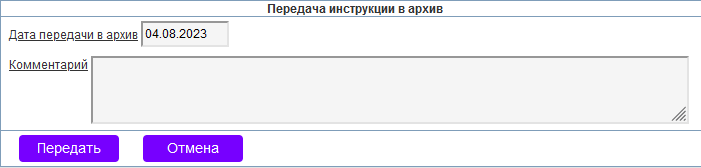 Передача инструкции в архив
Дата передачи в архив 04.08.2023
Комментарий
Передать Отмена